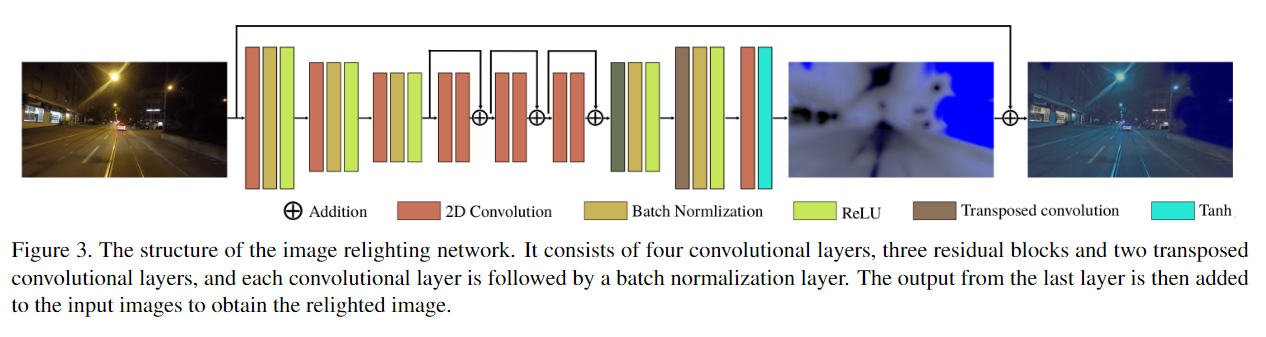 Addition
2D Convolution
Batch Normlization
ReLU
Transposed convolution
Tanh
Figure 3. The structure of the image relighting network. It consists of four convolutional layers, three residual blocks and two transposed
convolutional layers, and each convolutional layer is followed by a batch normalization layer. The output from the last layer is then added
to the input images to obtain the relighted image.